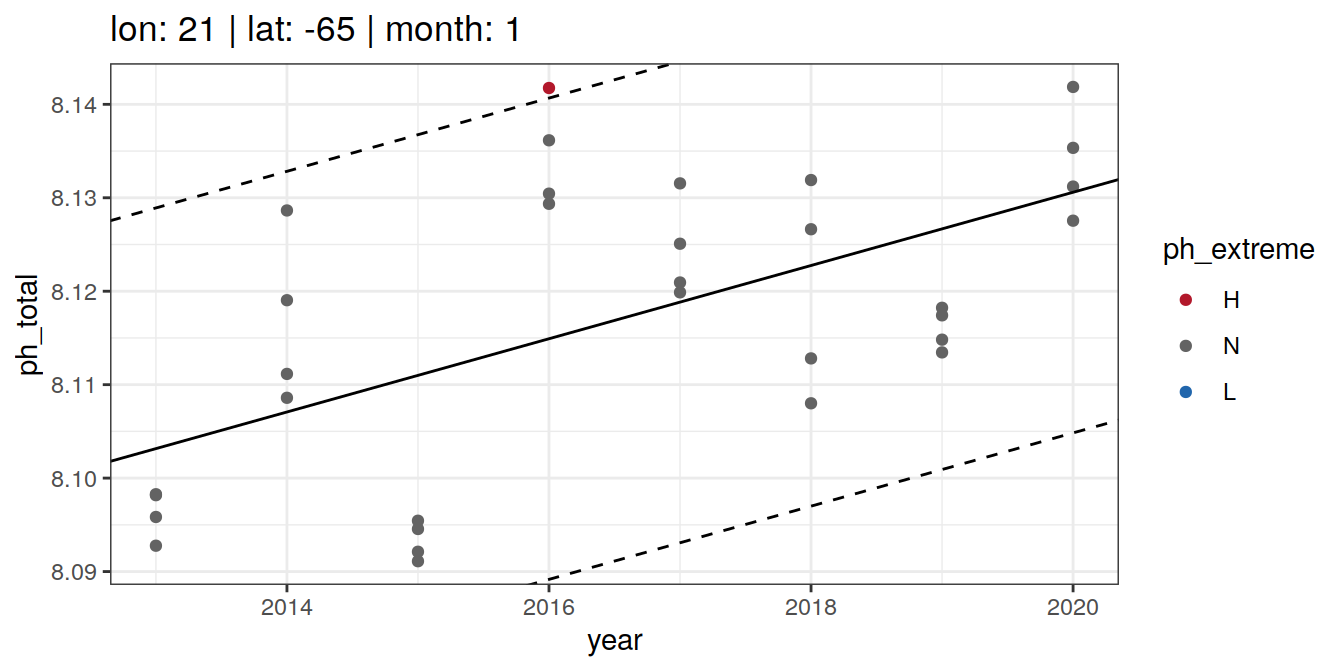 lon: 21 | lat: -65 | month: 1
8.14
8.13
8.12
8.11
8.10
8.09
ph_total
2014 2016 2018 2020
year
ph_extreme
H
N
L